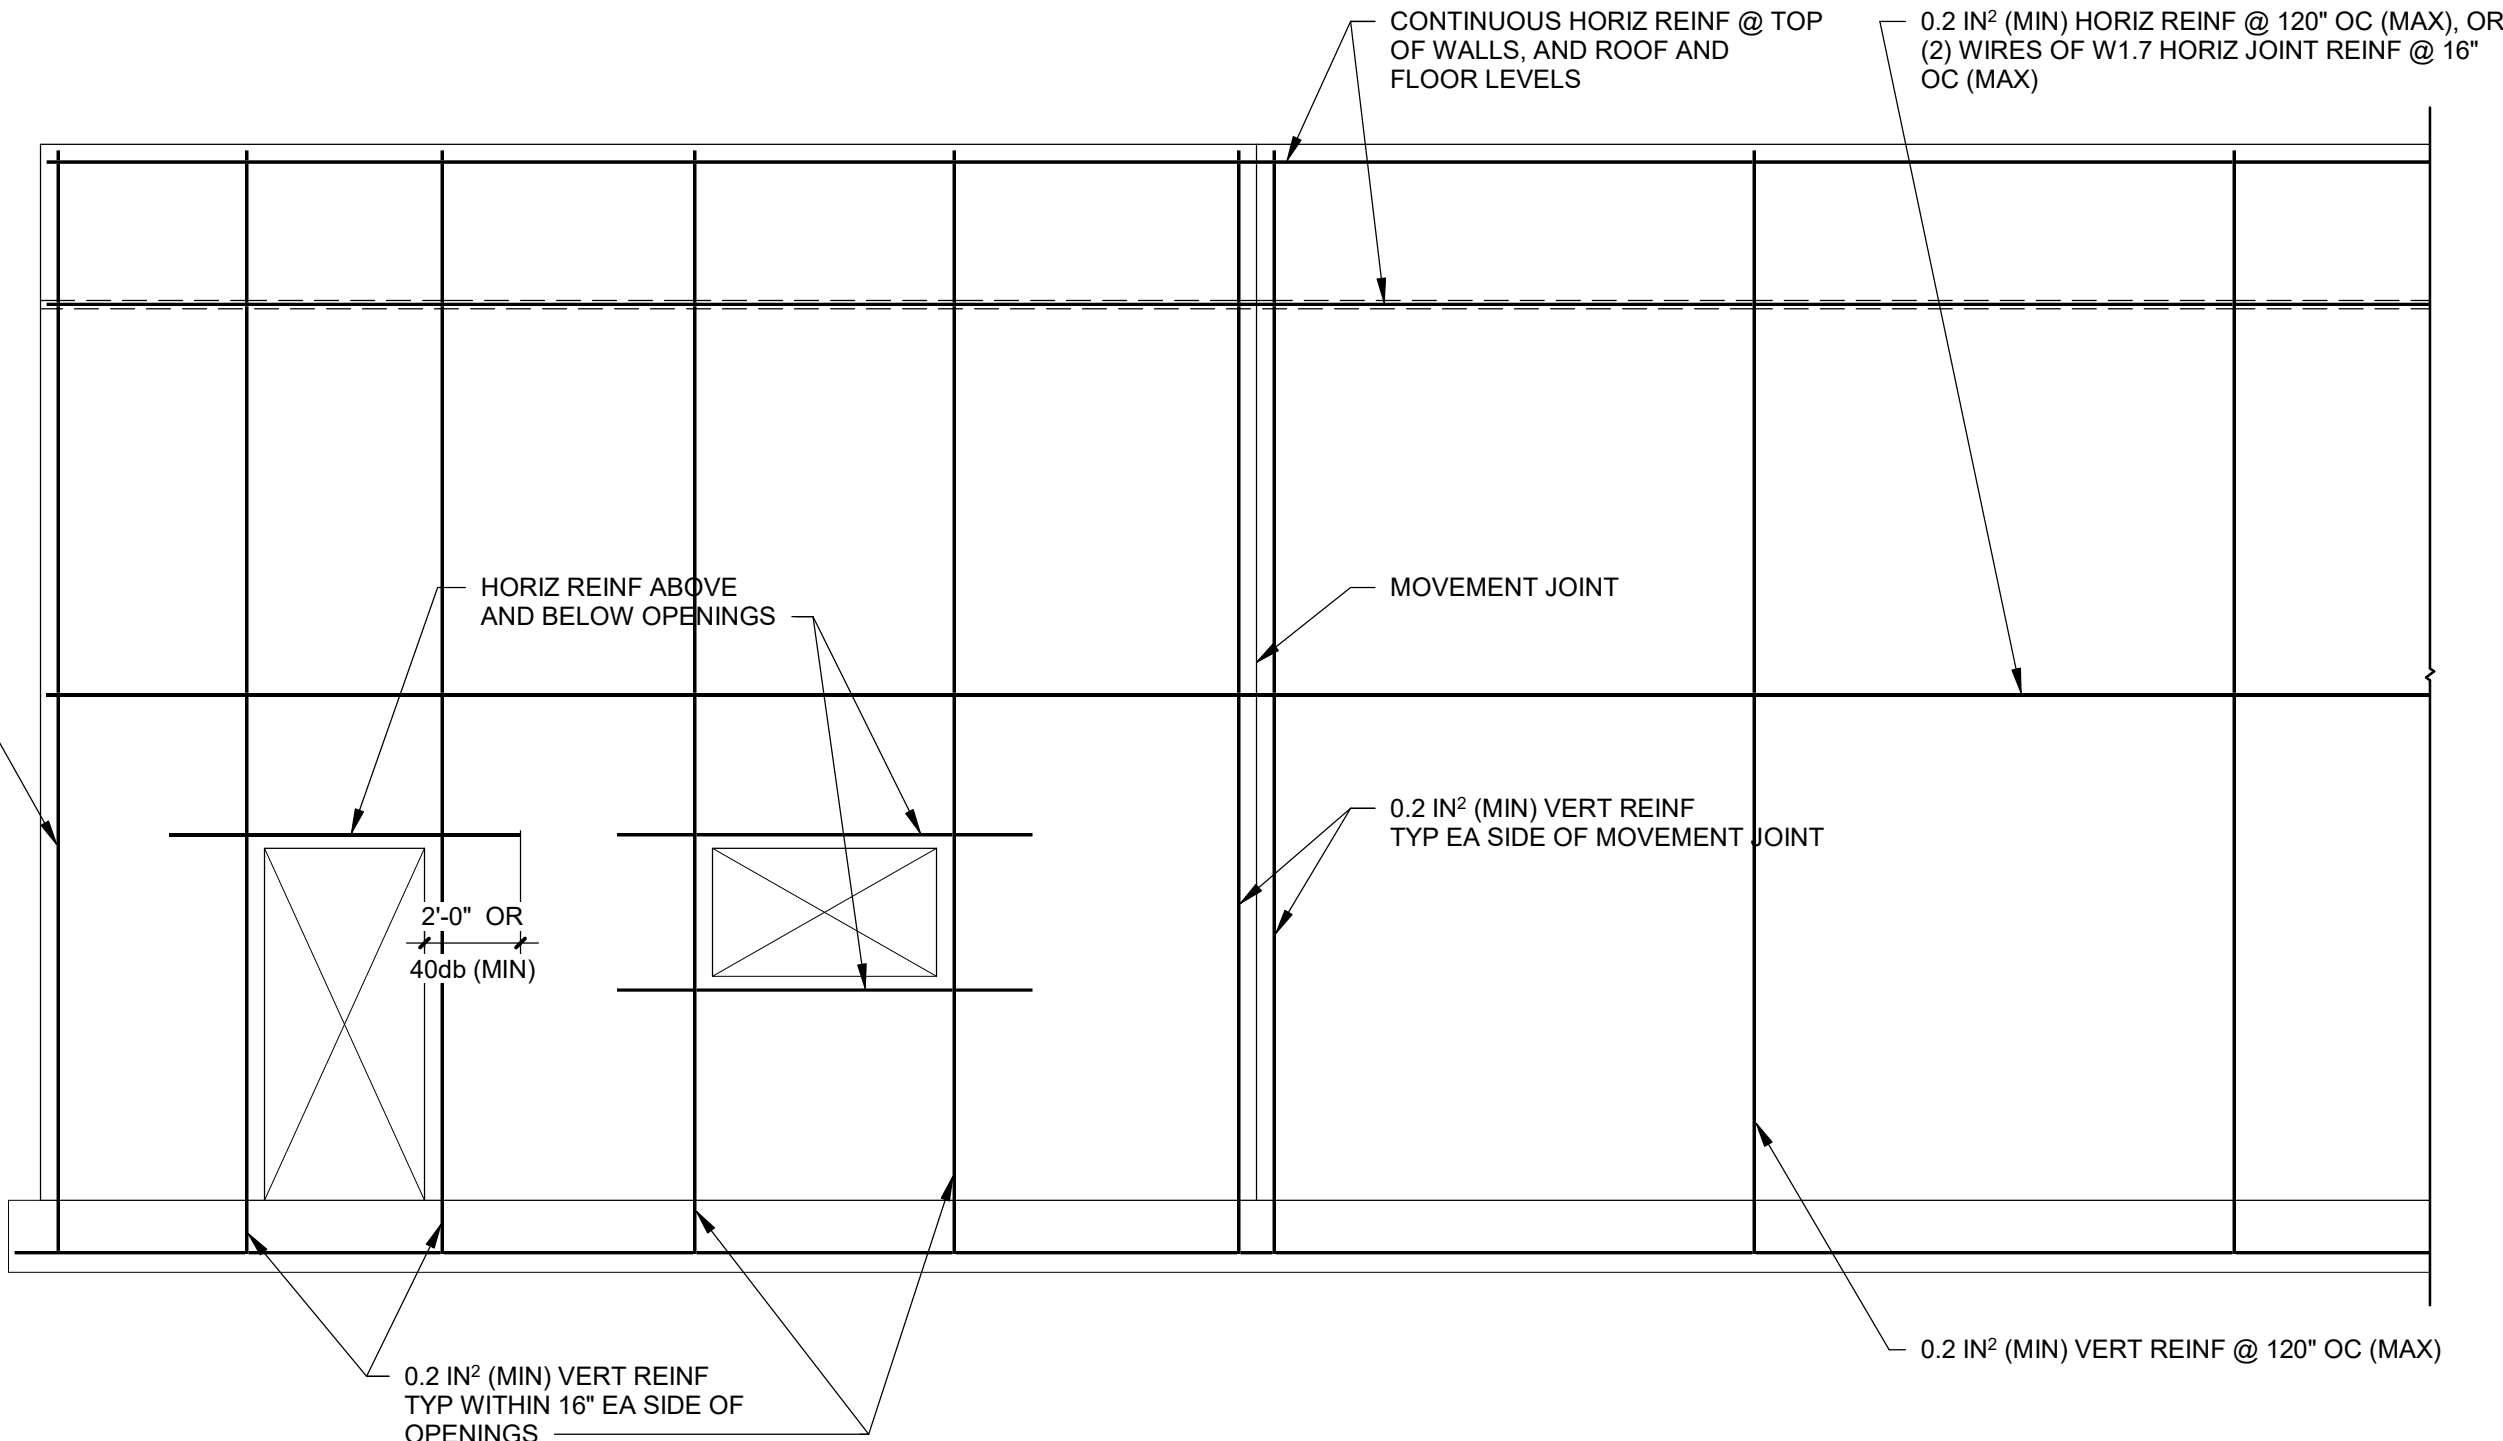 CONTINUOUS HORIZ REINF @ TOP
OF WALLS, AND ROOF AND
FLOOR LEVELS
0.2 IN² (MIN) HORIZ REINF @ 120" OC (MAX), OR
(2) WIRES OF W1.7 HORIZ JOINT REINF @ 16"
OC (MAX)
HORIZ REINF ABOVE
AND BELOW OPENINGS
MOVEMENT JOINT
0.2 IN² (MIN) VERT REINF
TYP EA SIDE OF MOVEMENT JOINT
2'-0" OR
40db (MIN)
0.2 IN² (MIN) VERT REINF @ 120" OC (MAX)
0.2 IN² (MIN) VERT REINF
TYP WITHIN 16" EA SIDE OF
OPENINGS